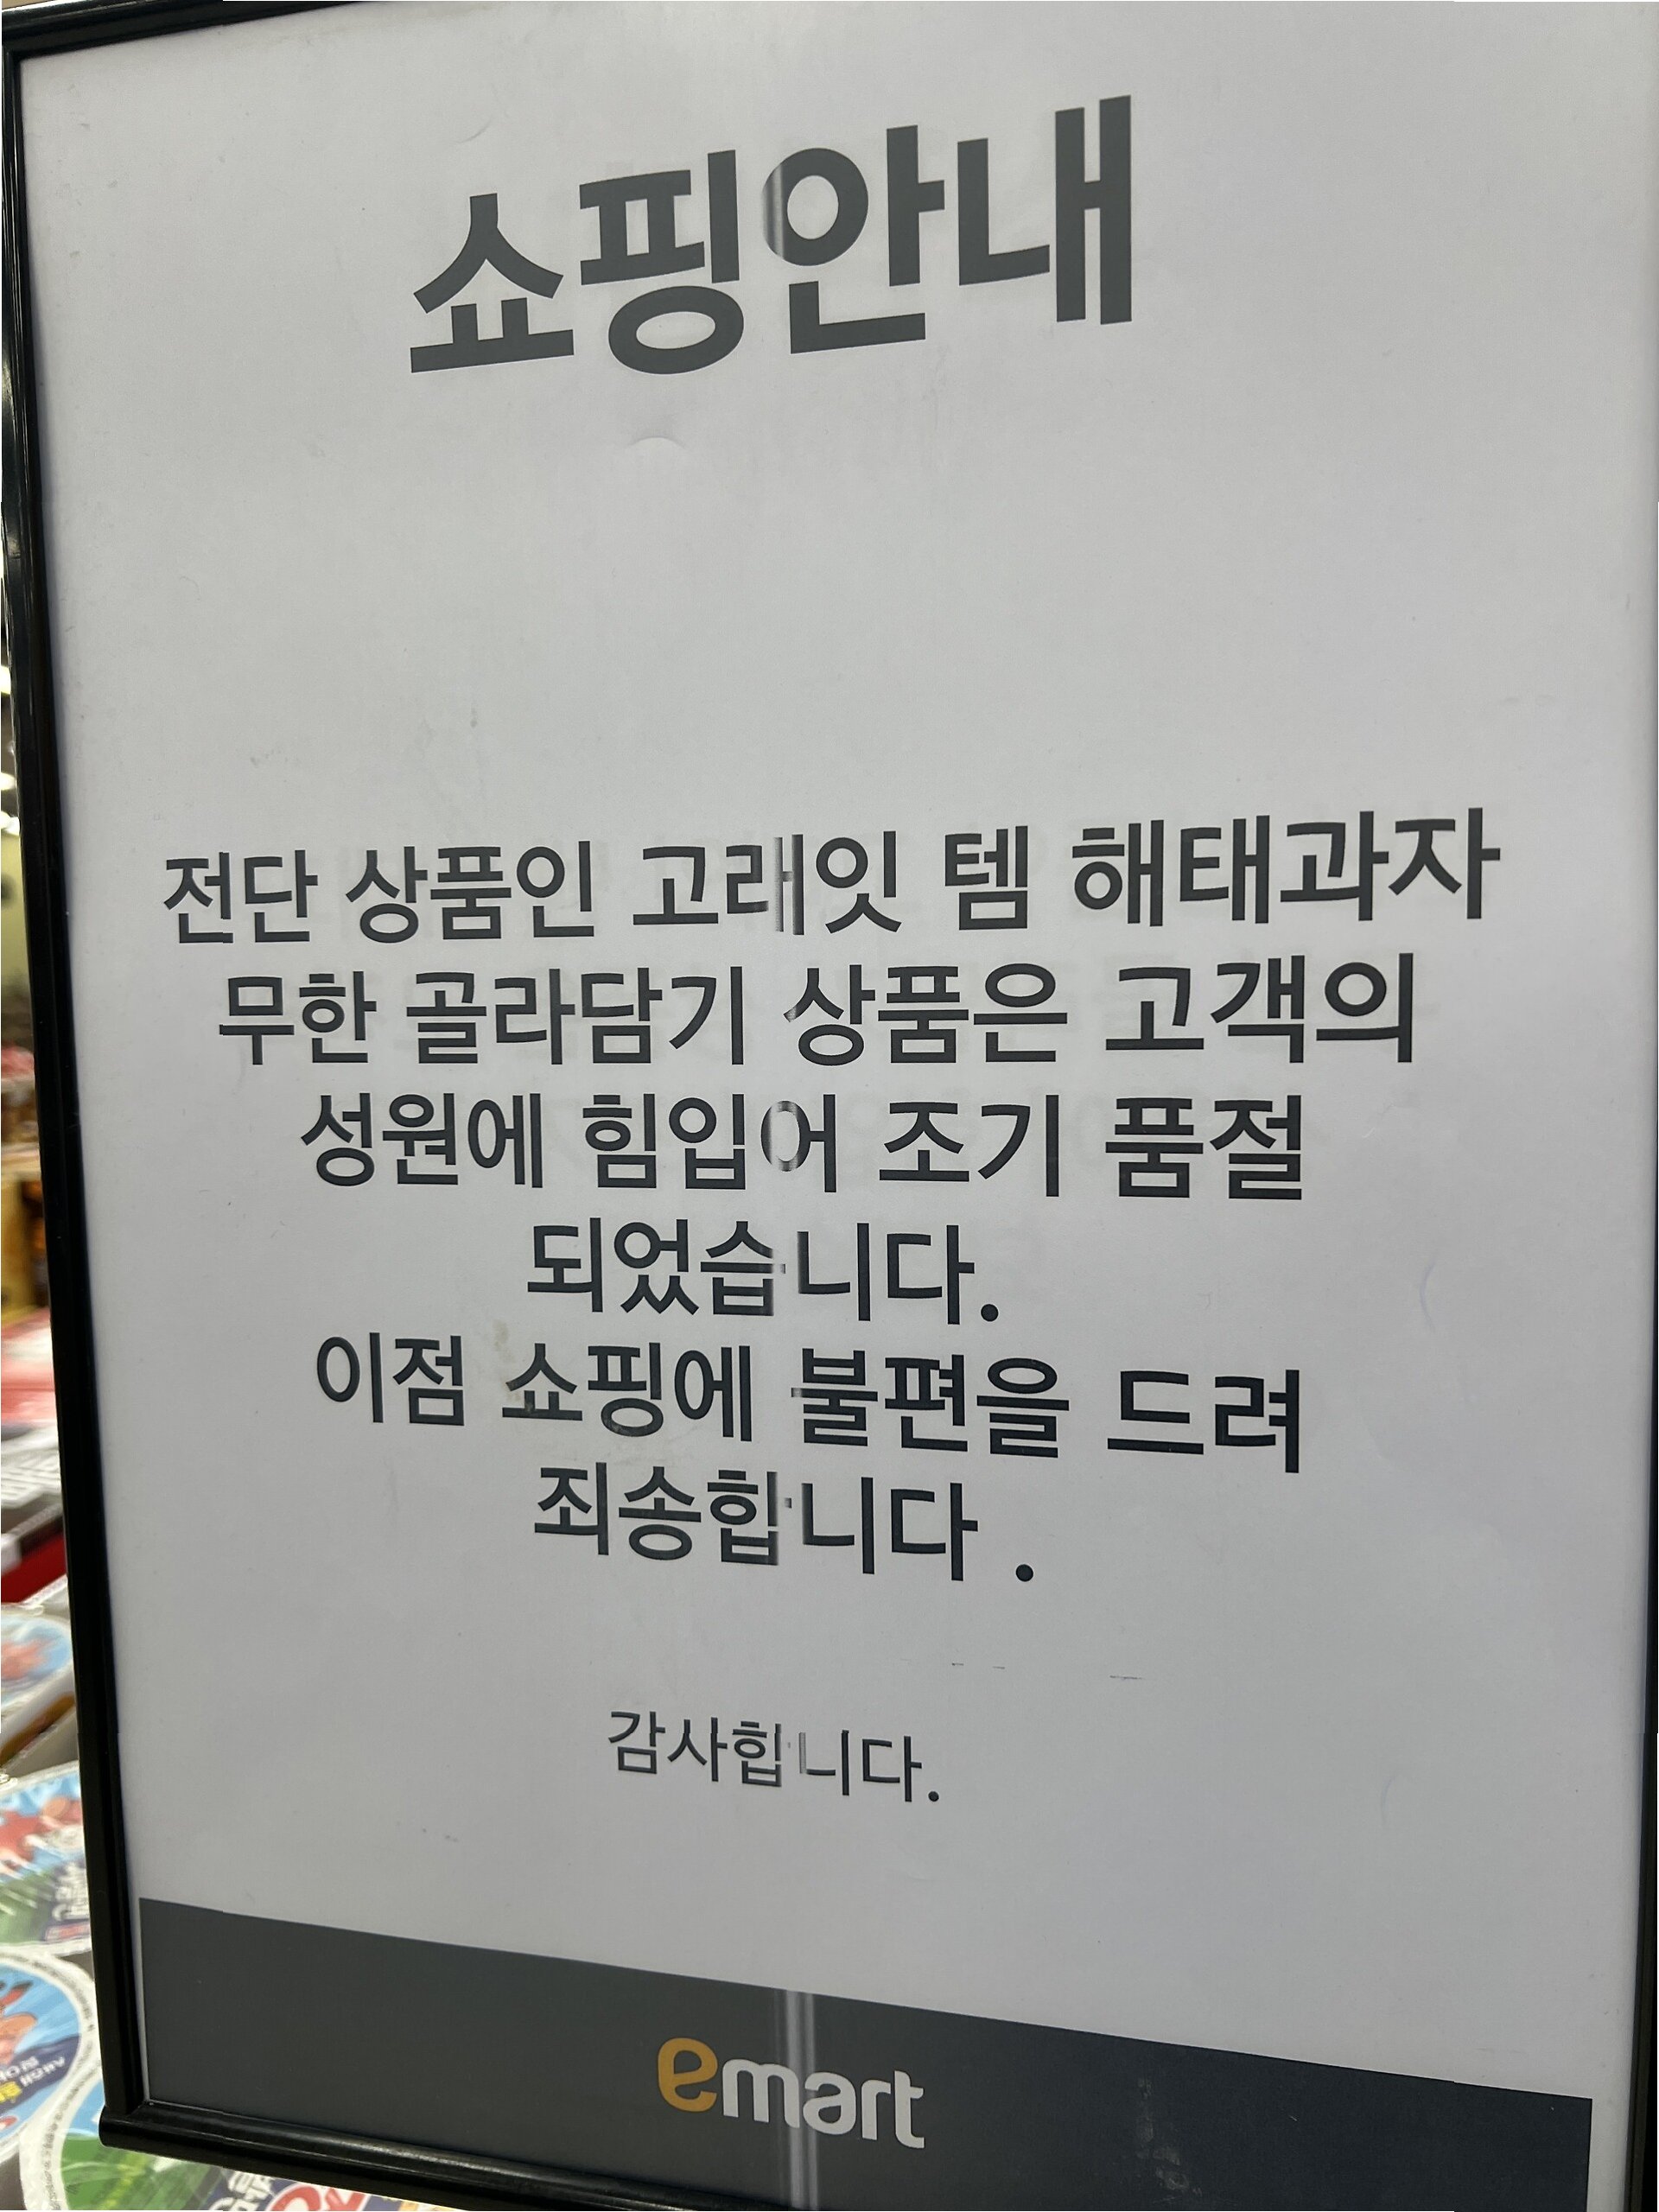 쇼핑안내
전단 상품인 고래잇 템 해태과자
무한 골라담기 상품은 고객의
성원에 힘입어 조기 품절
되었습니다.
이점 쇼핑에 불편을 드려
죄송합니다 .
감사합니다.
emart